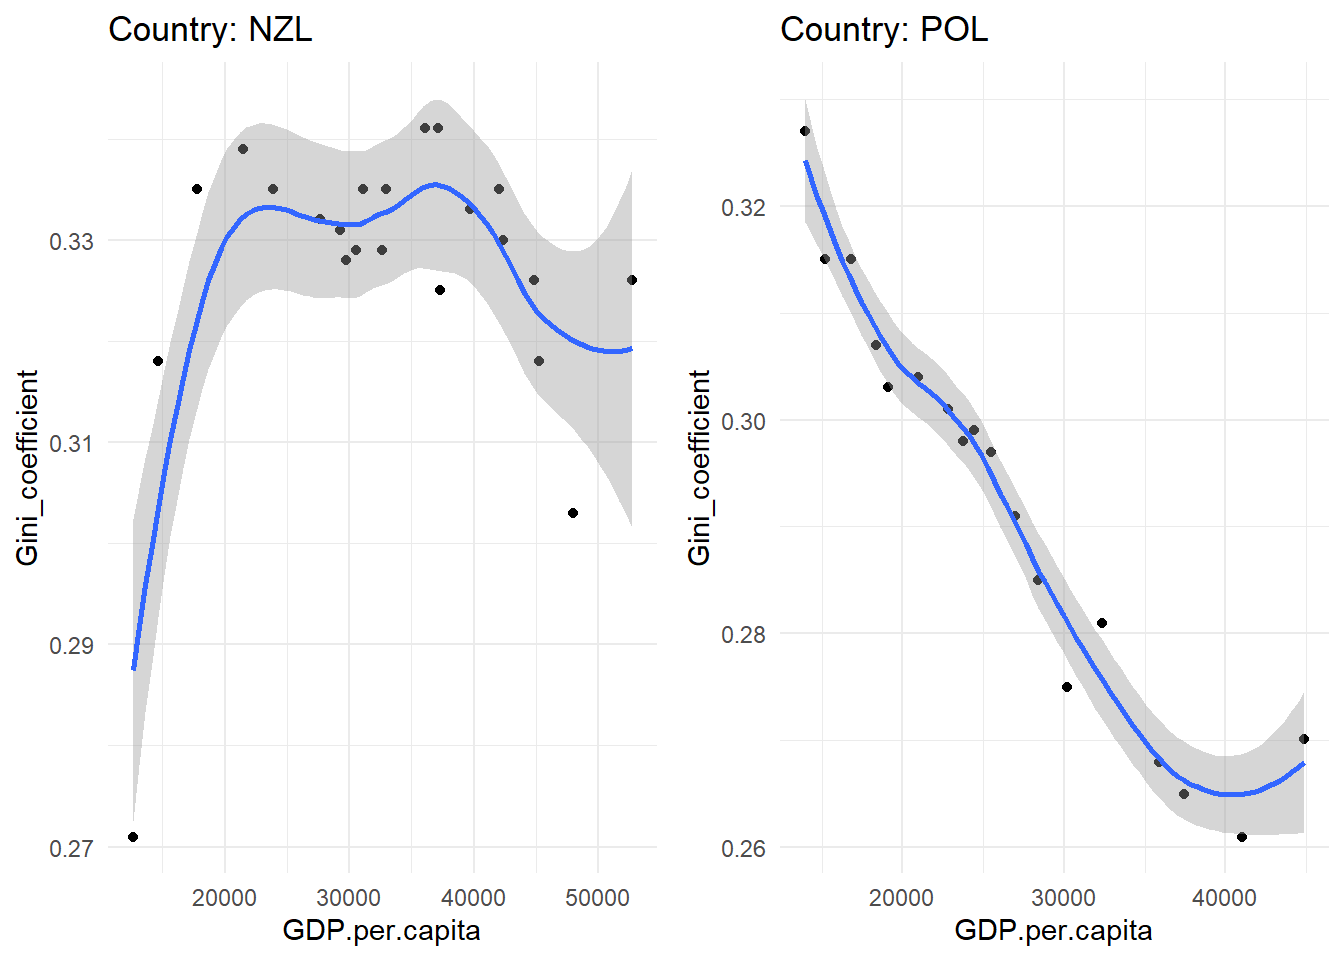 Country: NZL
Gini_coefficient
0.33
0.31
0.29
0.27
20000 30000 40000 50000
GDP.per.capita
Country: POL
Gini_coefficient
0.32
0.30
0.28
0.26
20000 30000 40000
GDP.per.capita